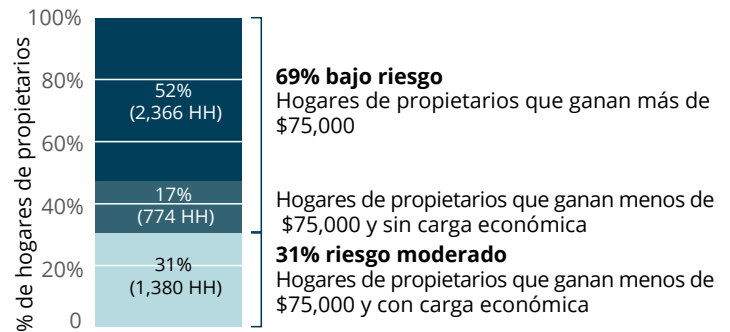 % de hogares de propietarios
100%
80%
60%
40%
20%
0
52%
(2,366 HH)
17%
(774 HH)
31%
(1,380 HH)
69% bajo riesgo
Hogares de propietarios que ganan más de
$75,000
Hogares de propietarios que ganan menos de
$75,000 y sin carga económica
31% riesgo moderado
Hogares de propietarios que ganan menos de
$75,000 y con carga económica